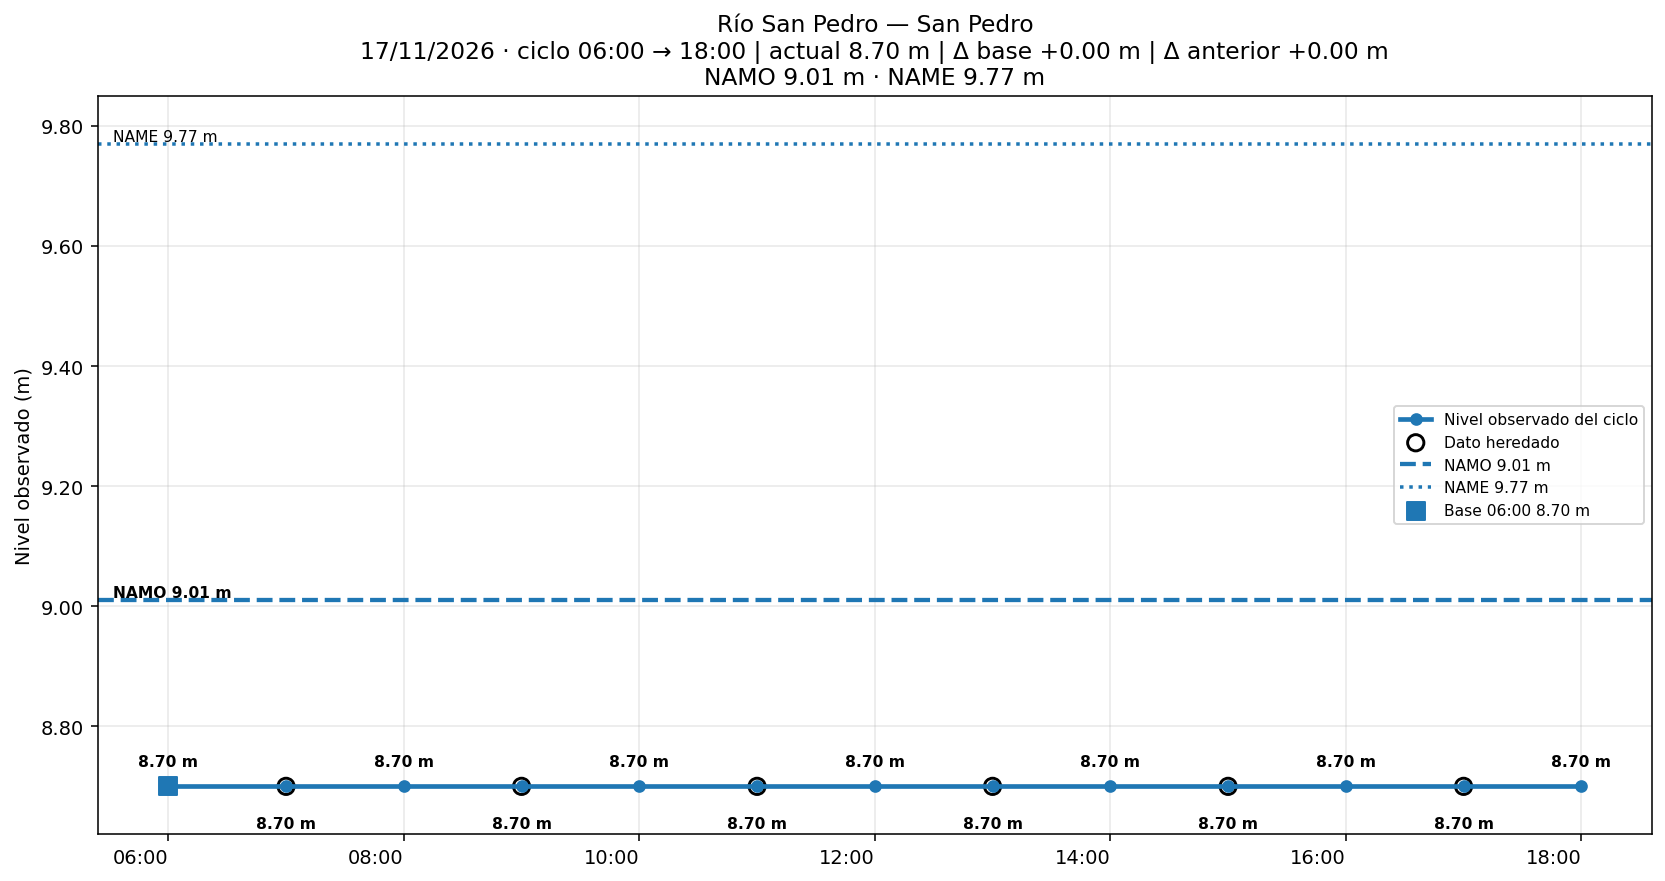 Río San Pedro — San Pedro
17/11/2026 · ciclo 06:00 → 18:00 | actual 8.70 m | Δ base +0.00 m | Δ anterior +0.00 m
NAMO 9.01 m · NAME 9.77 m
Nivel observado (m)
9.80
9.60
9.40
9.20
9.00
8.80
NAME 9.77 m
Nivel observado del ciclo
Dato heredado
NAMO 9.01 m
NAME 9.77 m
Base 06:00 8.70 m
NAMO 9.01 m
8.70 m 8.70 m 8.70 m 8.70 m 8.70 m 8.70 m 8.70 m
8.70 m 8.70 m 8.70 m 8.70 m 8.70 m 8.70 m
06:00 08:00 10:00 12:00 14:00 16:00 18:00